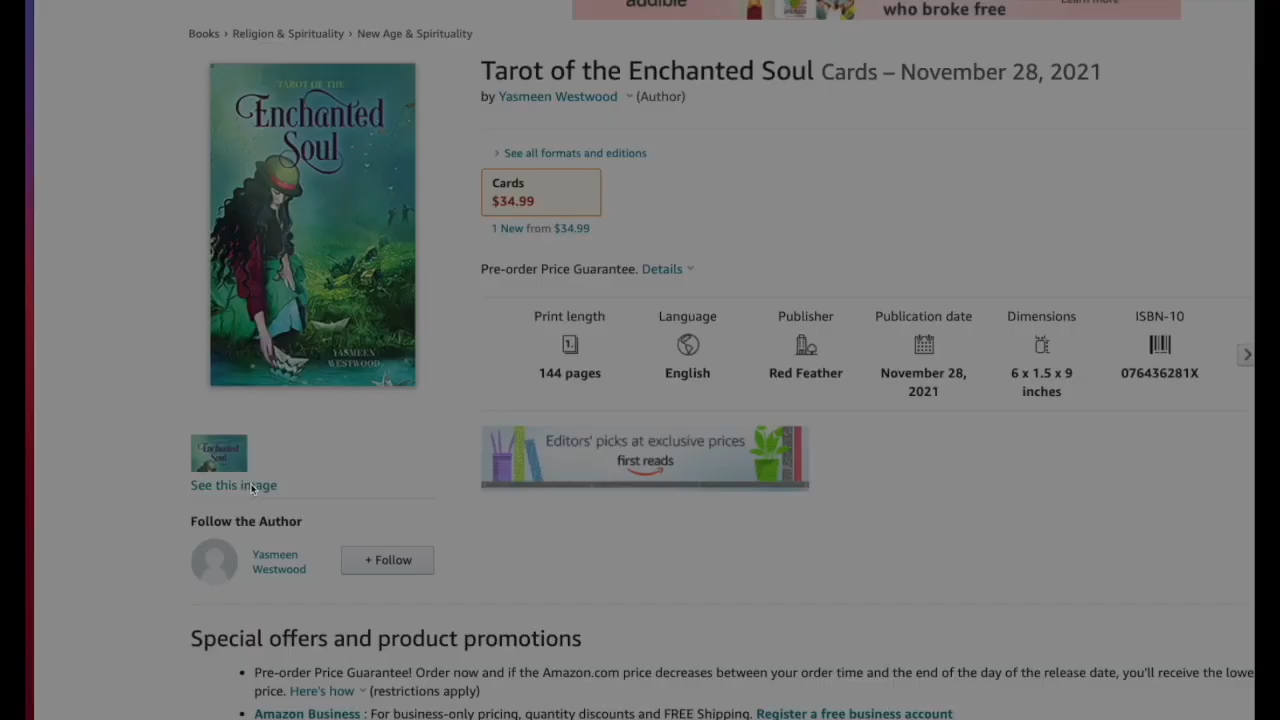 audible
who broke free
Learn more
Books › Religion & Spirituality › New Age & Spirituality
TAROT OF THE
Enchanted
Soul
YASMEEN
WESTWOOD
Tarot of the Enchanted Soul Cards – November 28, 2021
by Yasmeen Westwood (Author)
› See all formats and editions
Cards
$34.99
1 New from $34.99
Pre-order Price Guarantee. Details
Print length
144 pages
Language
English
Publisher
Red Feather
Publication date
November 28,
2021
Dimensions
6 x 1.5 x 9
inches
ISBN-10
076436281X
Editors' picks at exclusive prices
first reads
Enchanted
Soul
See this image
Follow the Author
Yasmeen
Westwood
+ Follow
Special offers and product promotions
• Pre-order Price Guarantee! Order now and if the Amazon.com price decreases between your order time and the end of the day of the release date, you'll receive the lowe
price. Here's how (restrictions apply)
• Amazon Business : For business-only pricing, quantity discounts and FREE Shipping. Register a free business account